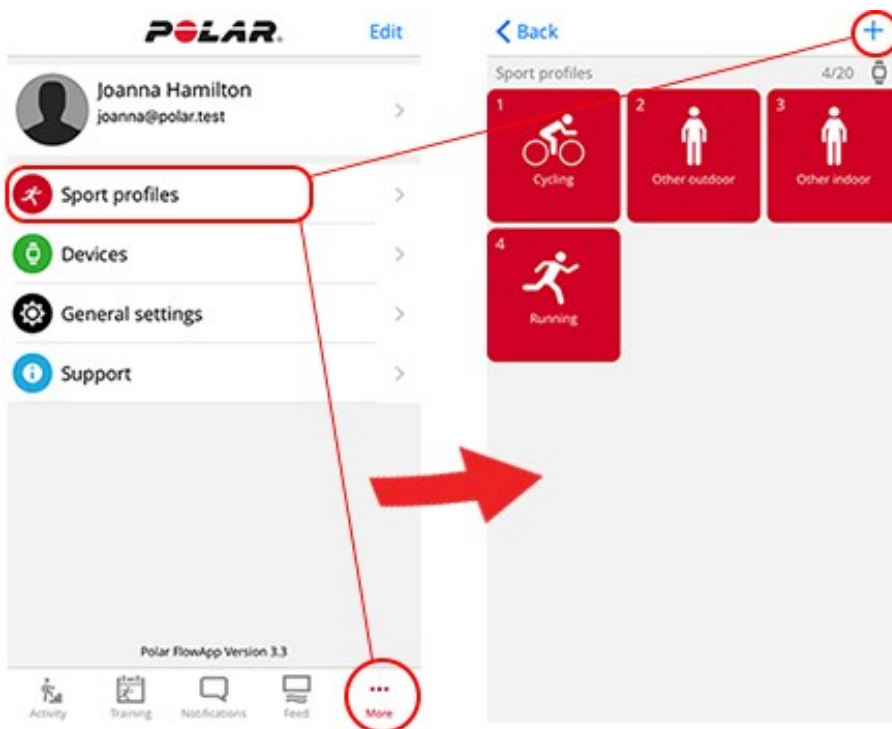 POLAR.
Edit
Joanna Hamilton
joanna@polar.test
Sport profiles
Devices
General settings
Support
Polar FlowApp Version 3.3
Activity
Training
Notifications
Feed
More
Back
Sport profiles
4/20
1
Cycling
2
Other outdoor
3
Other indoor
4
Running